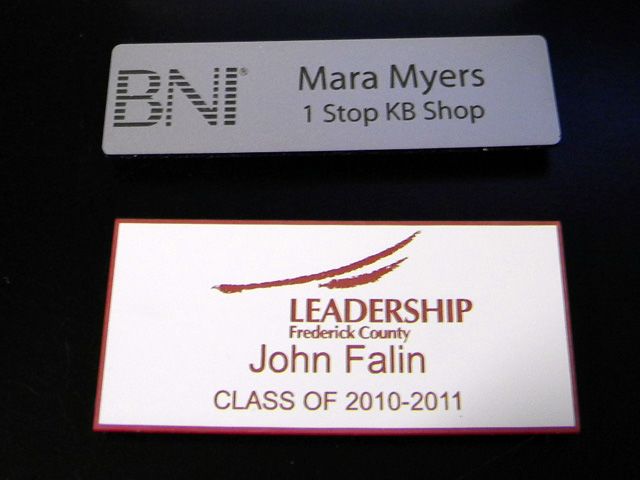 BNI®
Mara Myers
1 Stop KB Shop
LEADERSHIP
Frederick County
John Falin
CLASS OF 2010-2011